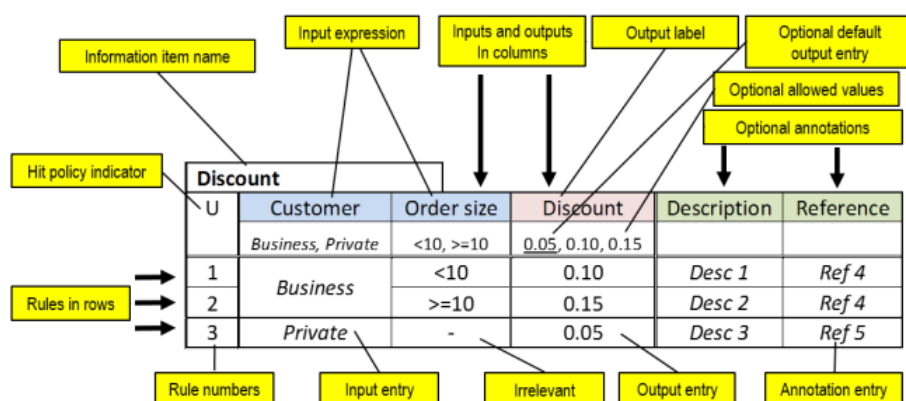 Input expression
Inputs and outputs
In columns
Output label
Optional default
output entry
Information item name
Optional allowed values
Optional annotations
Hit policy indicator
Discount
U Customer Order size Discount Description Reference
Business, Private <10, >=10 0.05, 0.10, 0.15
1 Business <10 0.10 Desc 1 Ref 4
Rules in rows
2 >=10 0.15 Desc 2 Ref 4
3 Private - 0.05 Desc 3 Ref 5
Rule numbers Input entry Irrelevant Output entry Annotation entry